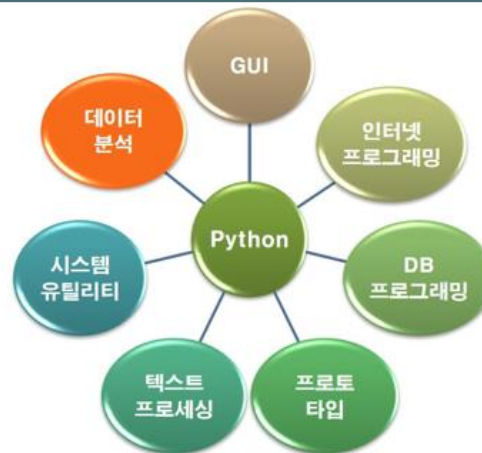 GUI
데이터
분석
인터넷
프로그래밍
Python
시스템
유틸리티
DB
프로그래밍
텍스트
프로세싱
프로토
타입